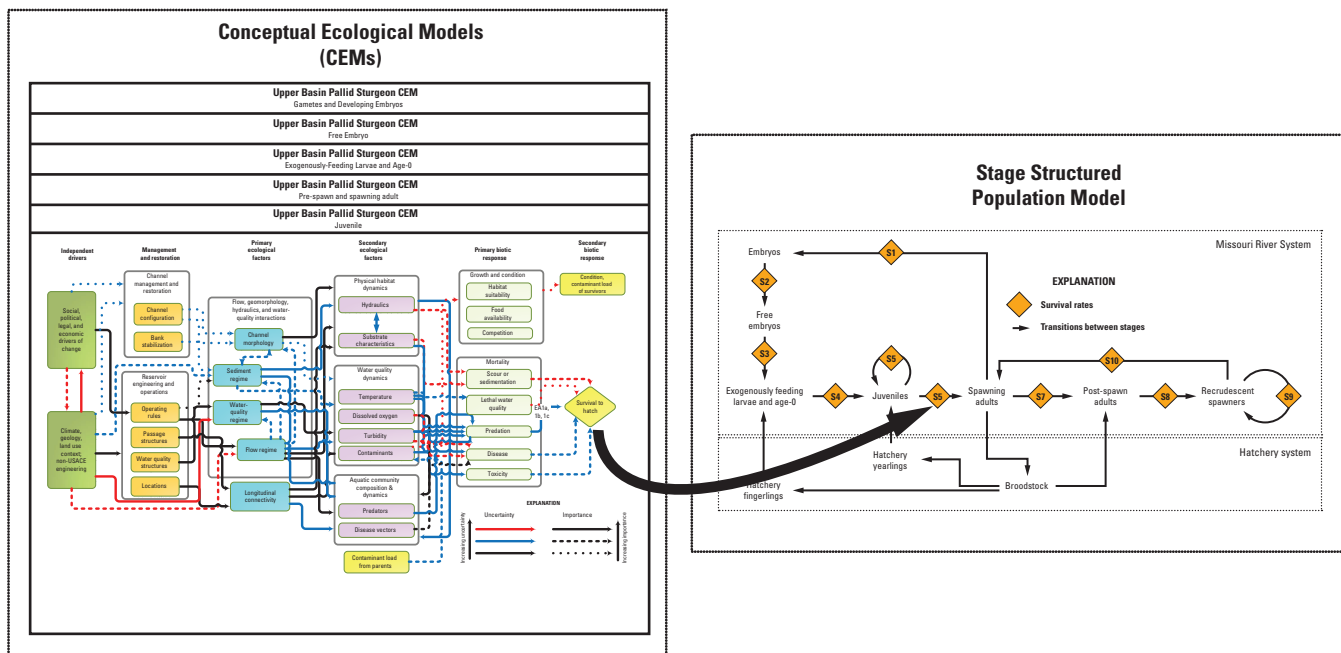 Conceptual Ecological Models
(CEMs)
Upper Basin Pallid Sturgeon CEM
Gametes and Developing Embryos
Upper Basin Pallid Sturgeon CEM
Free Embryo
Upper Basin Pallid Sturgeon CEM
Exogenously-Feeding Larvae and Age-0
Upper Basin Pallid Sturgeon CEM
Pre-spawn and spawning adult
Upper Basin Pallid Sturgeon CEM
Juvenile
Independent
drivers
Management
and restoration
Primary
ecological
factors
Secondary
ecological
factors
Primary biotic
response
Secondary
biotic
response
Social,
political,
legal, and
economic
drivers
of change
Climate,
geology,
land use
context;
non-USACE
engineering
Channel
management and
restoration
Channel
configuration
Bank
stabilization
Reservoir
engineering and
operations
Operating
rules
Passage
structures
Water quality
structures
Locations
Flow, geomorphology,
hydraulics, and water-
quality interactions
Channel
morphology
Sediment
regime
Water-
quality
regime
Flow regime
Longitudinal
connectivity
Physical habitat
dynamics
Hydraulics
Substrate
characteristics
Water quality
dynamics
Temperature
Dissolved oxygen
Turbidity
Contaminants
Aquatic community
composition &
dynamics
Predators
Disease vectors
Contaminant load
from parents
Growth and condition
Habitat
suitability
Food
availability
Competition
Mortality
Scour or
sedimentation
Lethal water
quality
Predation
Disease
Toxicity
EA1a,
1b, 1c
Condition,
contaminant load
of survivors
Survival to
hatch
EXPLANATION
Uncertainty
Importance
Increasing uncertainty
Increasing importance
Stage Structured
Population Model
Missouri River System
Embryos
S1
S2
Free
embryos
S3
Exogenously feeding
larvae and age-0
S4
S5
Juveniles
S5
Spawning
adults
S7
Post-spawn
adults
S8
Recrudescent
spawners
S9
S10
EXPLANATION
Survival rates
Transitions between stages
Hatchery system
Hatchery
yearlings
Broodstock
Hatchery
fingerlings